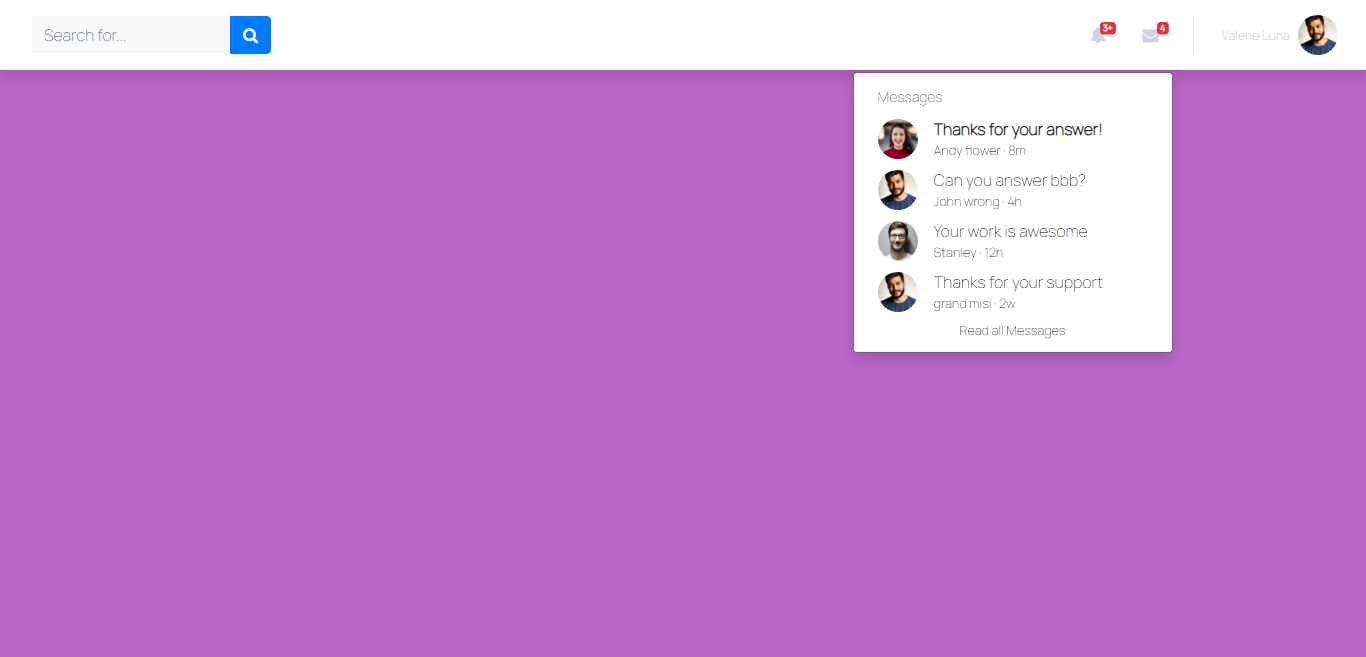 Search for...
3+
4
Valerie Luna
Messages
Thanks for your answer!
Andy flower · 8m
Can you answer bbb?
John wrong · 4h
Your work is awesome
Stanley · 12h
Thanks for your support
grand misi · 2w
Read all Messages